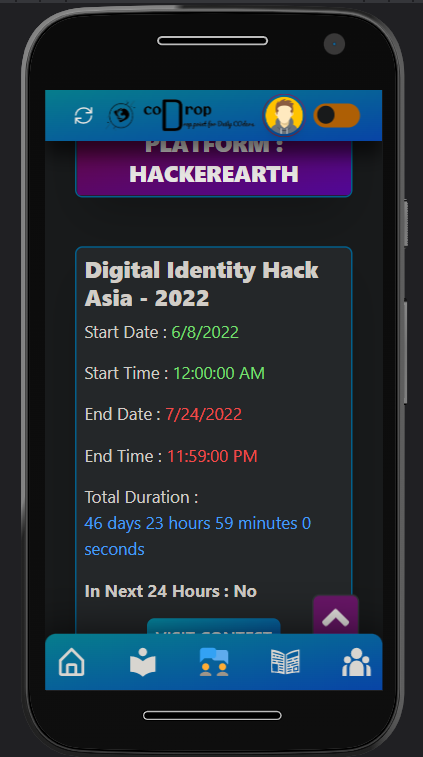 coDrop
PLATFORM :
HACKEREARTH
Digital Identity Hack
Asia - 2022
Start Date : 6/8/2022
Start Time : 12:00:00 AM
End Date : 7/24/2022
End Time : 11:59:00 PM
Total Duration :
46 days 23 hours 59 minutes 0
seconds
In Next 24 Hours : No
VISIT CONTEST